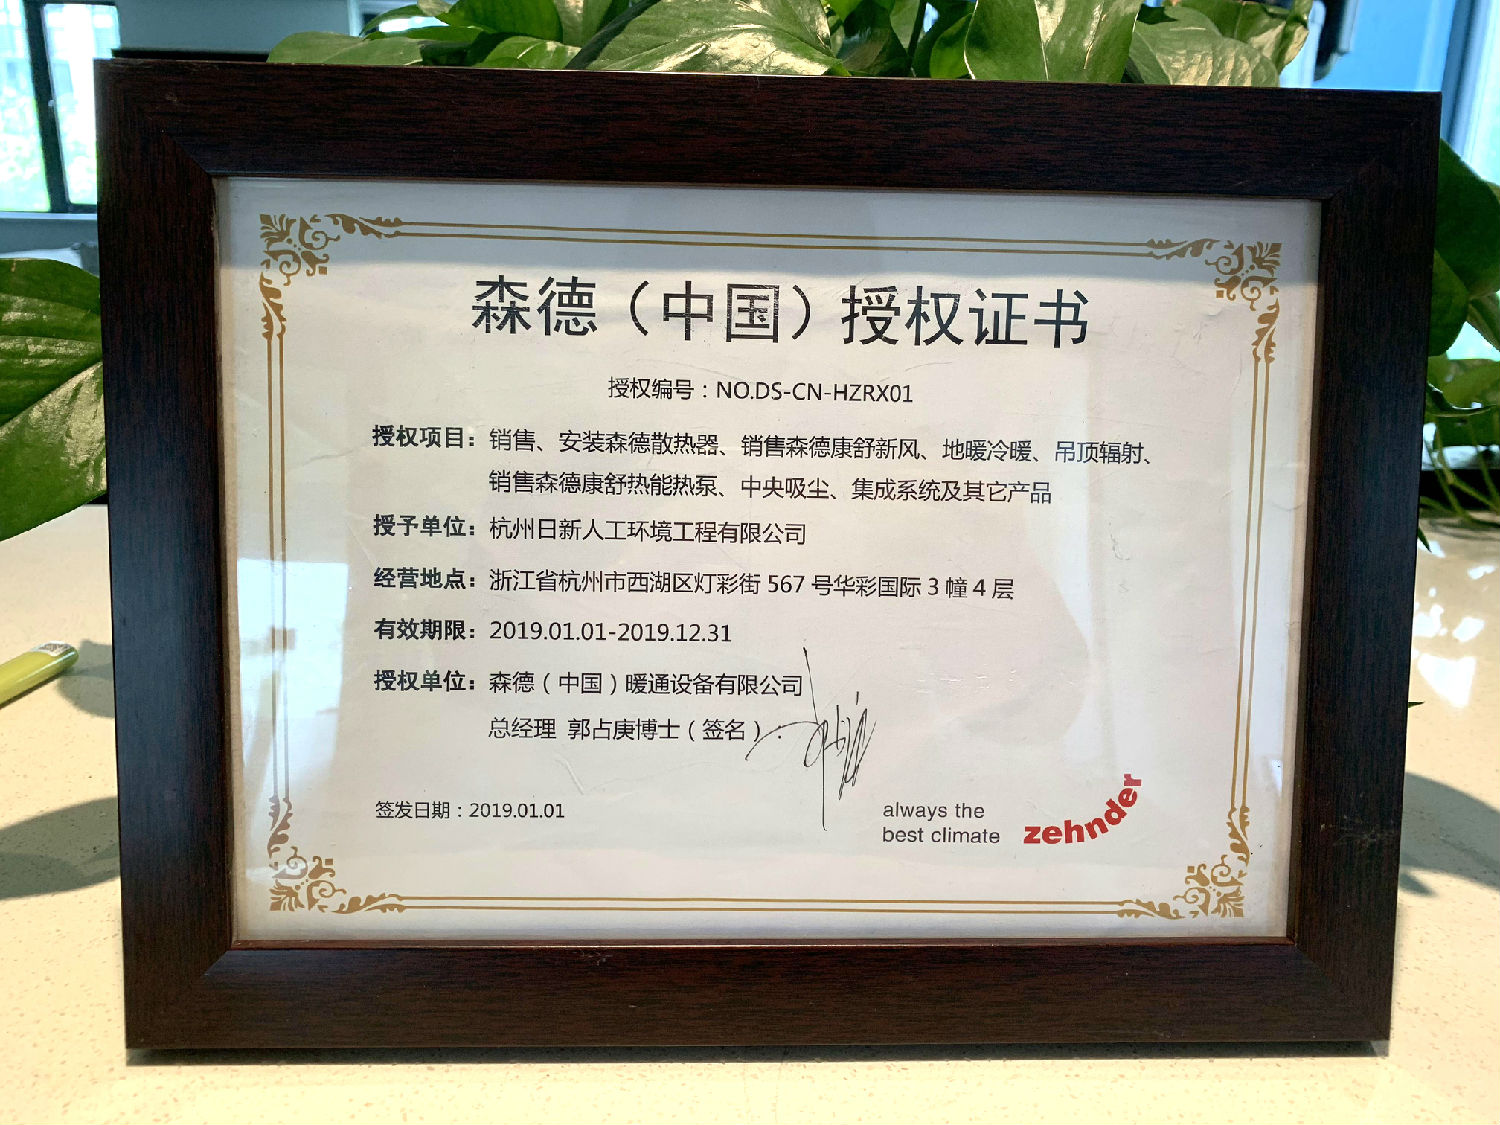 森德（中国）授权证书
授权编号：NO.DS-CN-HZRX01
授权项目：销售、安装森德散热器、销售森德康舒新风、地暖冷暖、吊顶辐射、
销售森德康舒热能热泵、中央吸尘、集成系统及其它产品
授予单位：杭州日新人工环境工程有限公司
经营地点：浙江省杭州市西湖区灯彩街 567 号华彩国际 3 幢 4 层
有效期限：2019.01.01-2019.12.31
授权单位：森德（中国）暖通设备有限公司
总经理 郭占庚博士（签名）：
签发日期：2019.01.01
always the
best climate
zehnder